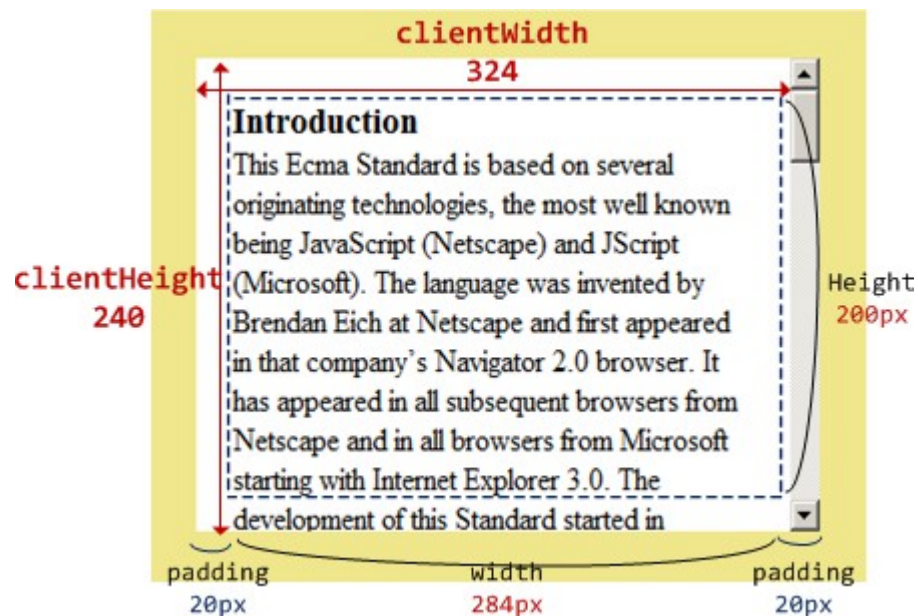 clientWidth
324
Introduction
This Ecma Standard is based on several
originating technologies, the most well known
being JavaScript (Netscape) and JScript
(Microsoft). The language was invented by
Brendan Eich at Netscape and first appeared
in that company’s Navigator 2.0 browser. It
has appeared in all subsequent browsers from
Netscape and in all browsers from Microsoft
starting with Internet Explorer 3.0. The
development of this Standard started in
clientHeight
240
Height
200px
padding
20px
width
284px
padding
20px